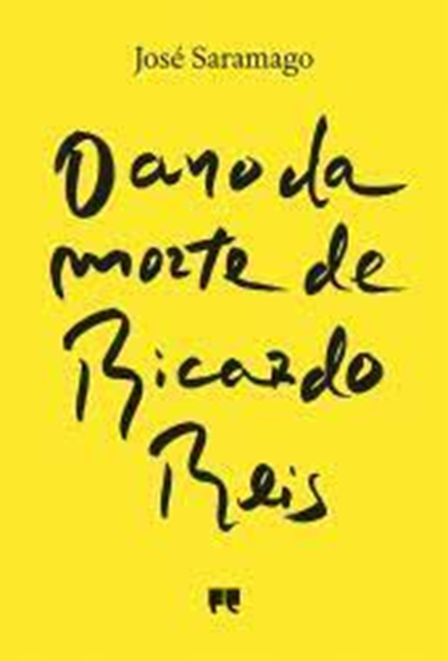 José Saramago
O ano da
morte de
Ricardo
Reis